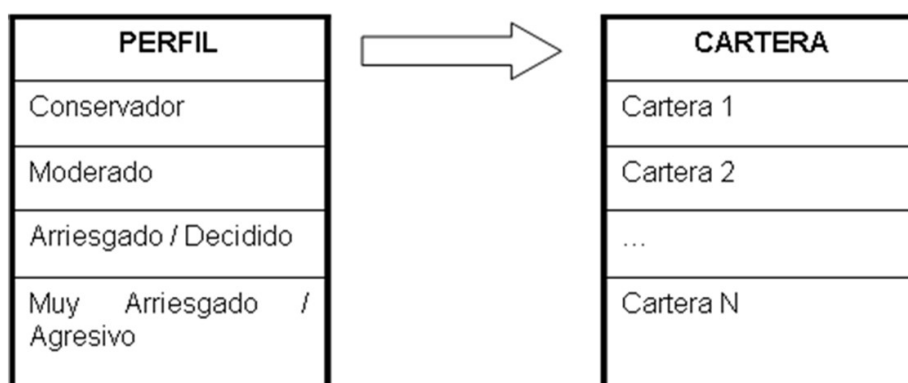 PERFIL
Conservador
Moderado
Arriesgado / Decidido
Muy Arriesgado /
Agresivo
CARTERA
Cartera 1
Cartera 2
...
Cartera N